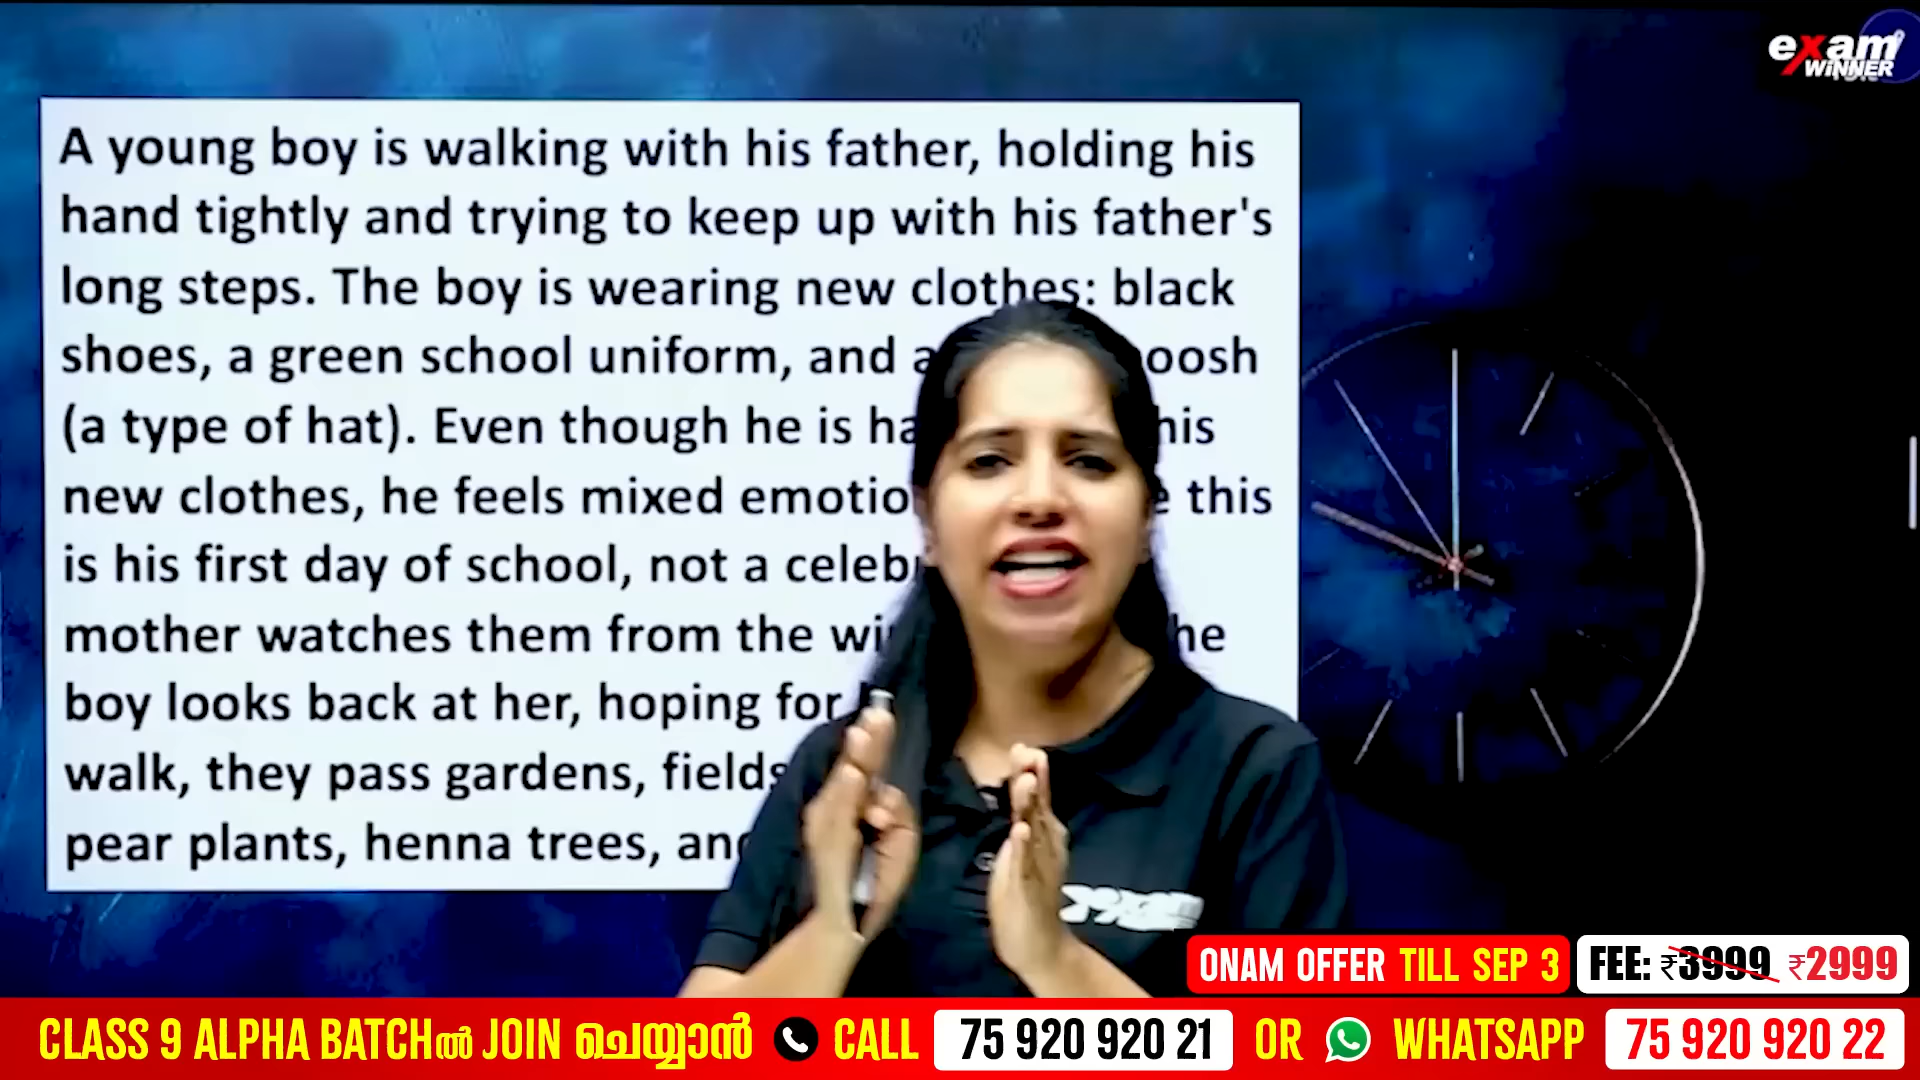 exam
WINNER
A young boy is walking with his father, holding his
hand tightly and trying to keep up with his father's
long steps. The boy is wearing new clothes: black
shoes, a green school uniform, and a
(a type of hat). Even though he is his
new clothes, he feels mixed this
is his first day of school, not a
mother watches them from the
boy looks back at her, hoping for
walk, they pass gardens, fields
pear plants, henna trees,
ONAM OFFER TILL SEP 3
FEE: ₹3999 ₹2999
CLASS 9 ALPHA BATCHൽ JOIN ചെയ്യാൻ CALL 75 920 920 21 OR WHATSAPP 75 920 920 22